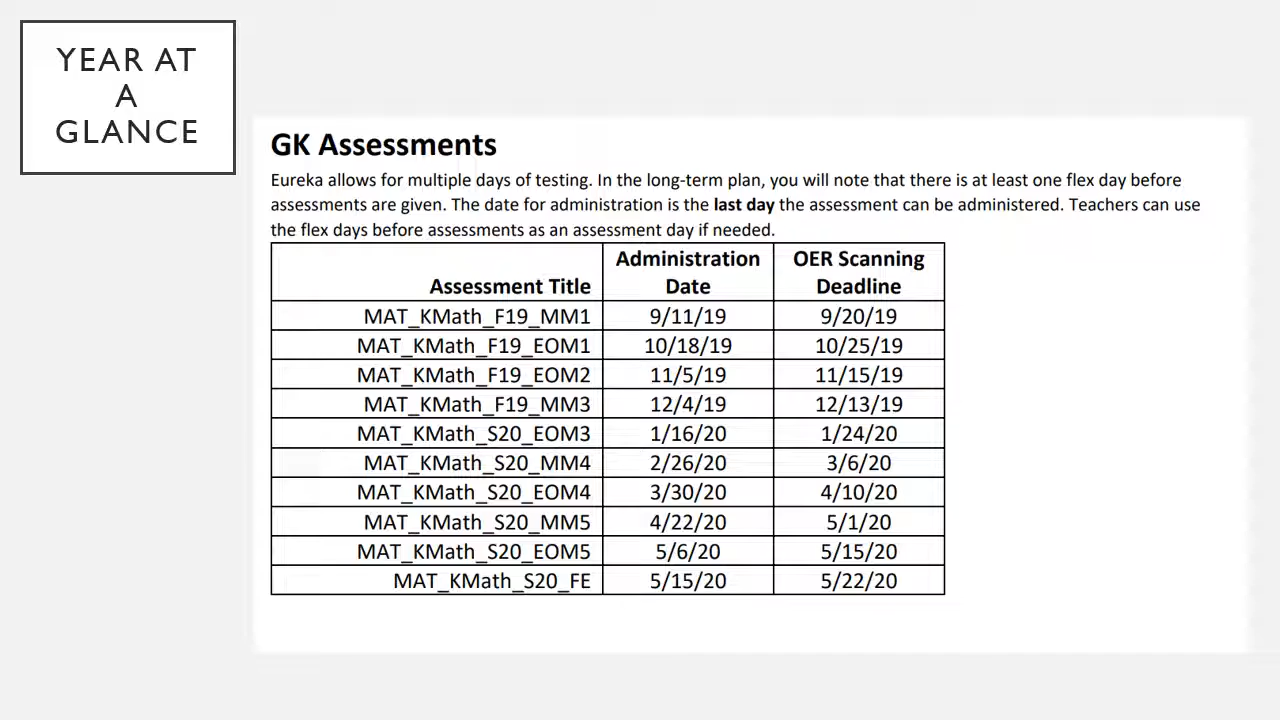 YEAR AT
A
GLANCE
GK Assessments
Eureka allows for multiple days of testing. In the long-term plan, you will note that there is at least one flex day before
assessments are given. The date for administration is the last day the assessment can be administered. Teachers can use
the flex days before assessments as an assessment day if needed.
Assessment Title Administration Date OER Scanning Deadline
MAT_KMath_F19_MM1 9/11/19 9/20/19
MAT_KMath_F19_EOM1 10/18/19 10/25/19
MAT_KMath_F19_EOM2 11/5/19 11/15/19
MAT_KMath_F19_MM3 12/4/19 12/13/19
MAT_KMath_S20_EOM3 1/16/20 1/24/20
MAT_KMath_S20_MM4 2/26/20 3/6/20
MAT_KMath_S20_EOM4 3/30/20 4/10/20
MAT_KMath_S20_MM5 4/22/20 5/1/20
MAT_KMath_S20_EOM5 5/6/20 5/15/20
MAT_KMath_S20_FE 5/15/20 5/22/20